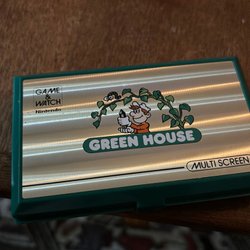 GAME
&
WATCH
Nintendo
GREEN HOUSE
MULTI SCREEN